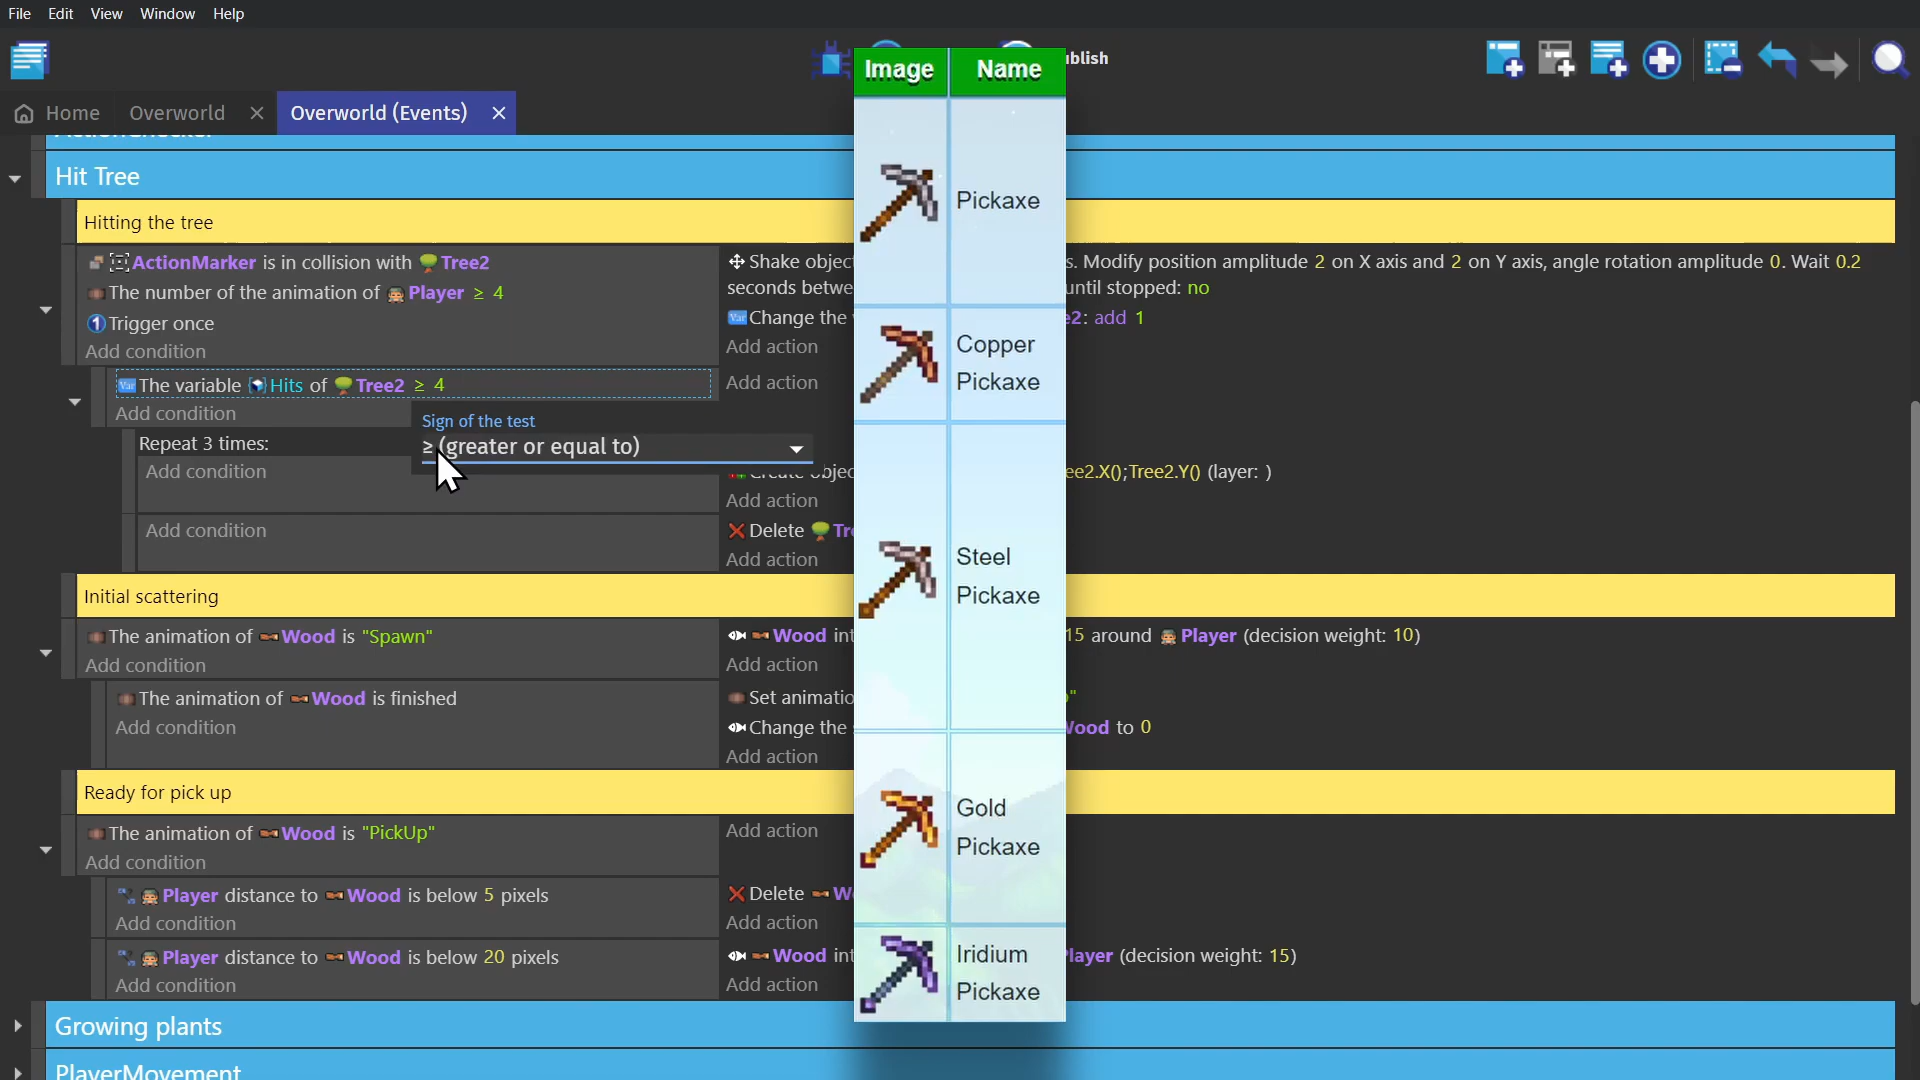 File Edit View Window Help
blish
Home Overworld Overworld (Events)
Hit Tree
Hitting the tree
ActionMarker is in collision with Tree2
The number of the animation of Player ≥ 4
Trigger once
Add condition
Shake objec s. Modify position amplitude 2 on X axis and 2 on Y axis, angle rotation amplitude 0. Wait 0.2
seconds betwe until stopped: no
Change the e2: add 1
Add action
The variable Hits of Tree2 ≥ 4
Add condition
Add action
Sign of the test
≥ (greater or equal to)
Repeat 3 times:
Add condition
Create objec ee2.X();Tree2.Y() (layer: )
Add action
Add condition
Delete Tre
Add action
Initial scattering
The animation of Wood is "Spawn"
Add condition
Wood int 15 around Player (decision weight: 10)
Add action
The animation of Wood is finished
Add condition
Set animatio "
Change the Wood to 0
Add action
Ready for pick up
The animation of Wood is "PickUp"
Add condition
Add action
Player distance to Wood is below 5 pixels
Add condition
Delete Wo
Add action
Player distance to Wood is below 20 pixels
Add condition
Wood int layer (decision weight: 15)
Add action
Growing plants
PlayerMovement
Image Name
Pickaxe
Copper
Pickaxe
Steel
Pickaxe
Gold
Pickaxe
Iridium
Pickaxe